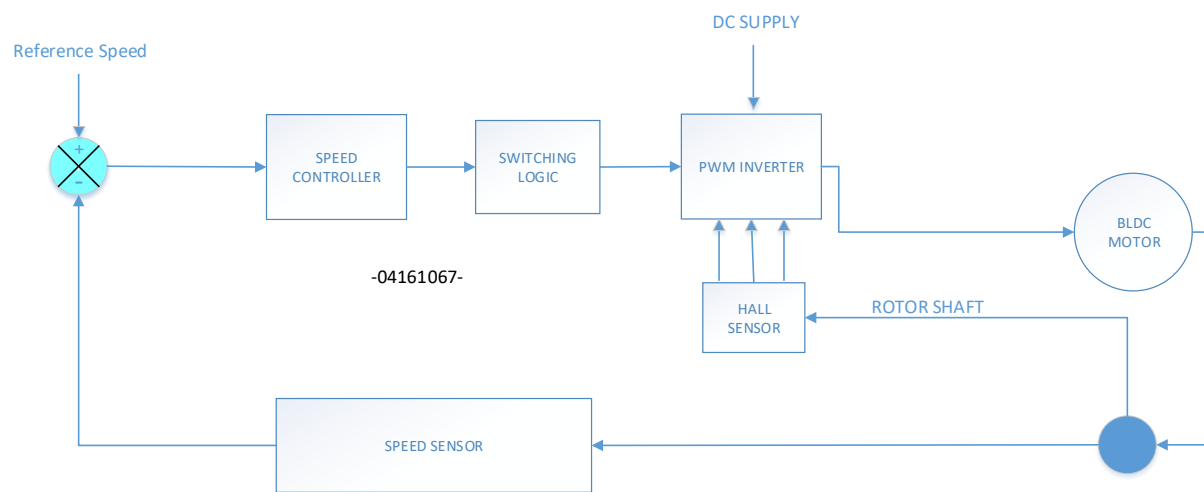 DC SUPPLY
Reference Speed
+
-
SPEED
CONTROLLER
SWITCHING
LOGIC
PWM INVERTER
BLDC
MOTOR
-04161067-
HALL
SENSOR
ROTOR SHAFT
SPEED SENSOR